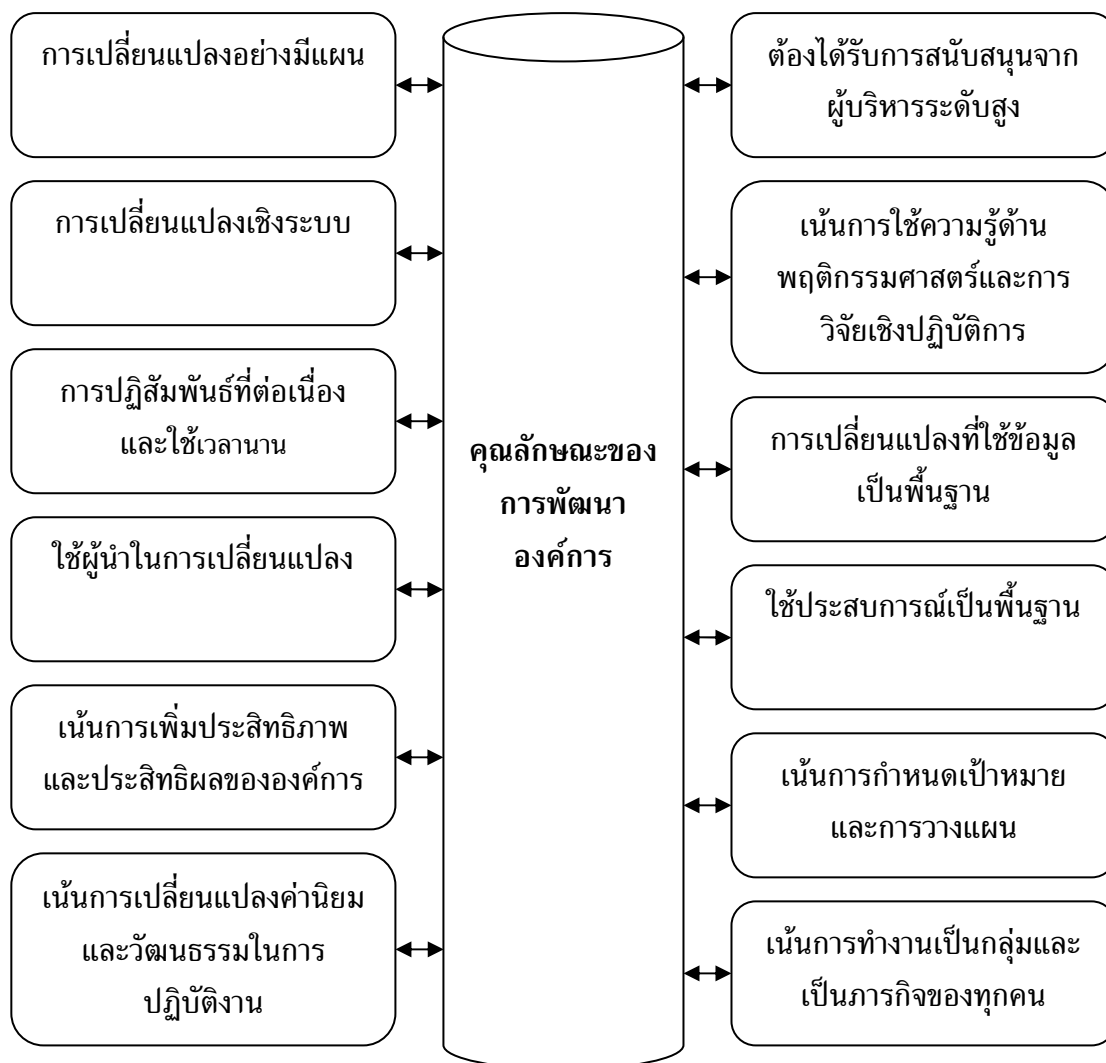 การเปลี่ยนแปลงอย่างมีแผน
การเปลี่ยนแปลงเชิงระบบ
การปฏิสัมพันธ์ที่ต่อเนื่อง
และใช้เวลานาน
ใช้ผู้นำในการเปลี่ยนแปลง
เน้นการเพิ่มประสิทธิภาพ
และประสิทธิผลขององค์การ
เน้นการเปลี่ยนแปลงค่านิยม
และวัฒนธรรมในการ
ปฏิบัติงาน
คุณลักษณะของ
การพัฒนา
องค์การ
ต้องได้รับการสนับสนุนจาก
ผู้บริหารระดับสูง
เน้นการใช้ความรู้ด้าน
พฤติกรรมศาสตร์และการ
วิจัยเชิงปฏิบัติการ
การเปลี่ยนแปลงที่ใช้ข้อมูล
เป็นพื้นฐาน
ใช้ประสบการณ์เป็นพื้นฐาน
เน้นการกำหนดเป้าหมาย
และการวางแผน
เน้นการทำงานเป็นกลุ่มและ
เป็นภารกิจของทุกคน